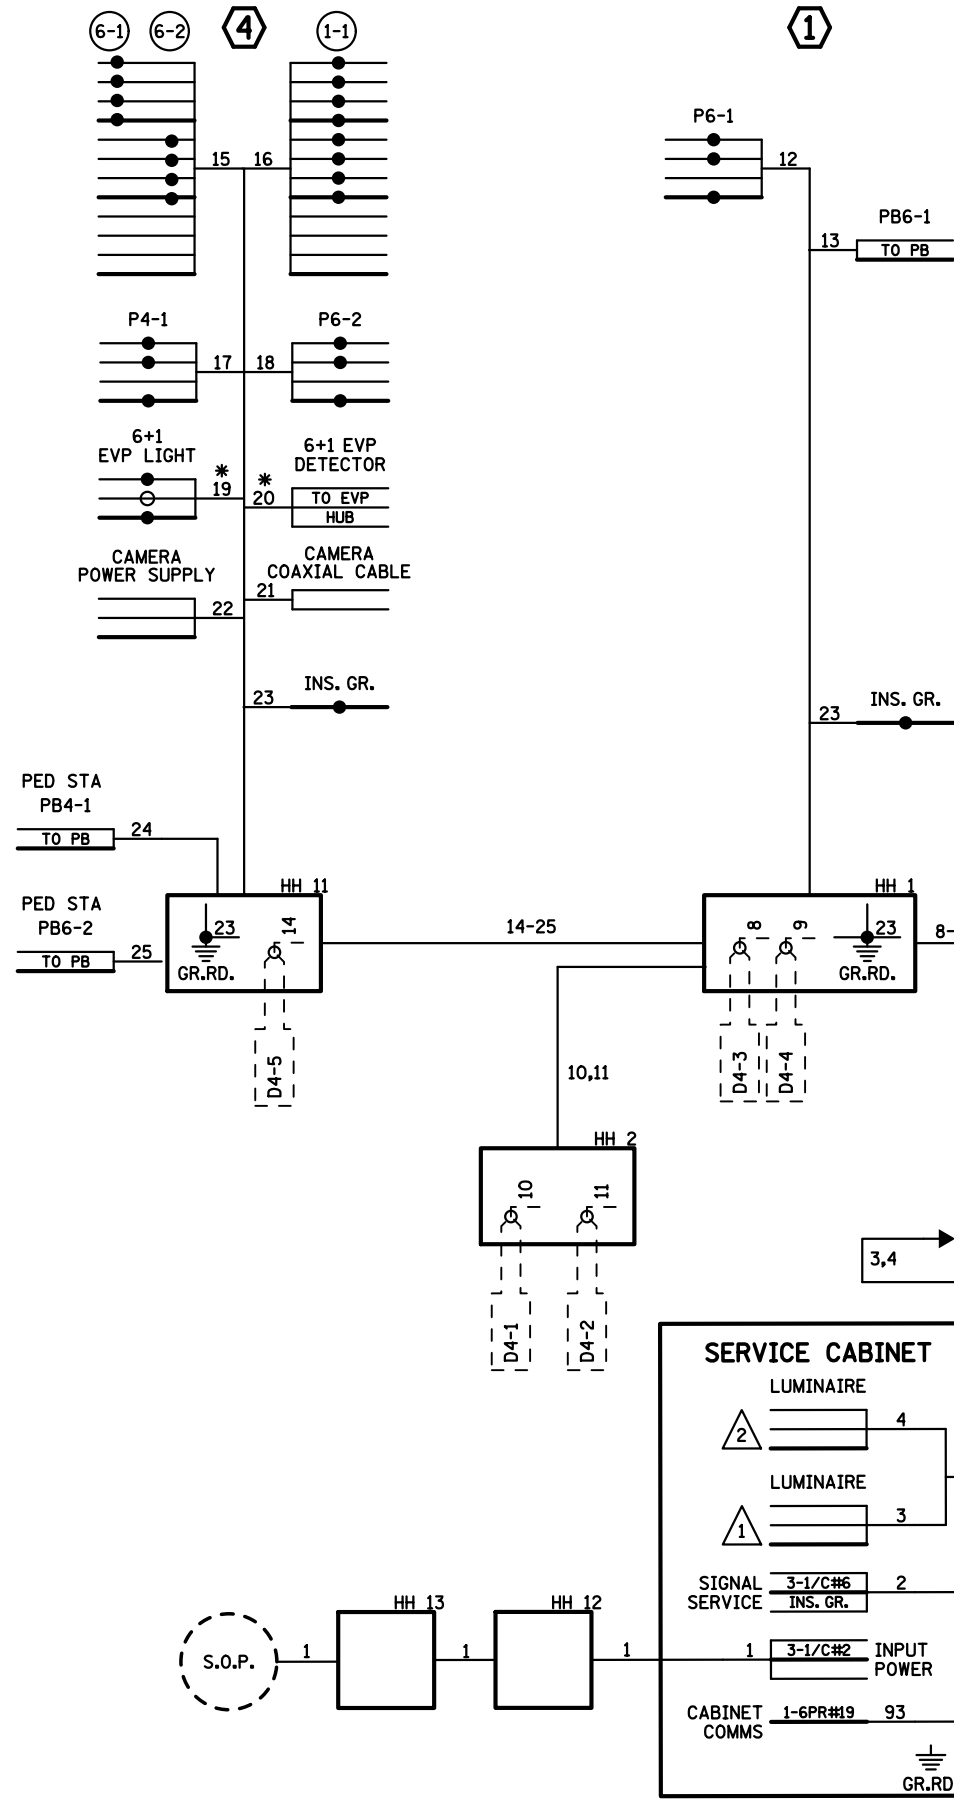 6-1 6-2 4 1-1 1
P6-1
15 16 12
PB6-1
13 TO PB
P4-1 P6-2
17 18
6+1
EVP LIGHT
*
19
6+1 EVP
DETECTOR
*
20 TO EVP
HUB
CAMERA
POWER SUPPLY
22
CAMERA
COAXIAL CABLE
21
23 INS. GR.
23 INS. GR.
PED STA
PB4-1
TO PB 24
PED STA
PB6-2
TO PB 25
HH 11
23 14
GR.RD.
D4-5
14-25
HH 1
8 9 23
GR.RD.
8-
D4-3 D4-4
10,11
HH 2
10 11
D4-1 D4-2
3,4
SERVICE CABINET
LUMINAIRE
2 4
LUMINAIRE
1 3
SIGNAL
SERVICE
3-1/C#6 2
INS. GR.
HH 13 HH 12
S.O.P. 1 1 1 1 3-1/C#2
INPUT
POWER
CABINET
COMMS
1-6PR#19 93
GR.RD